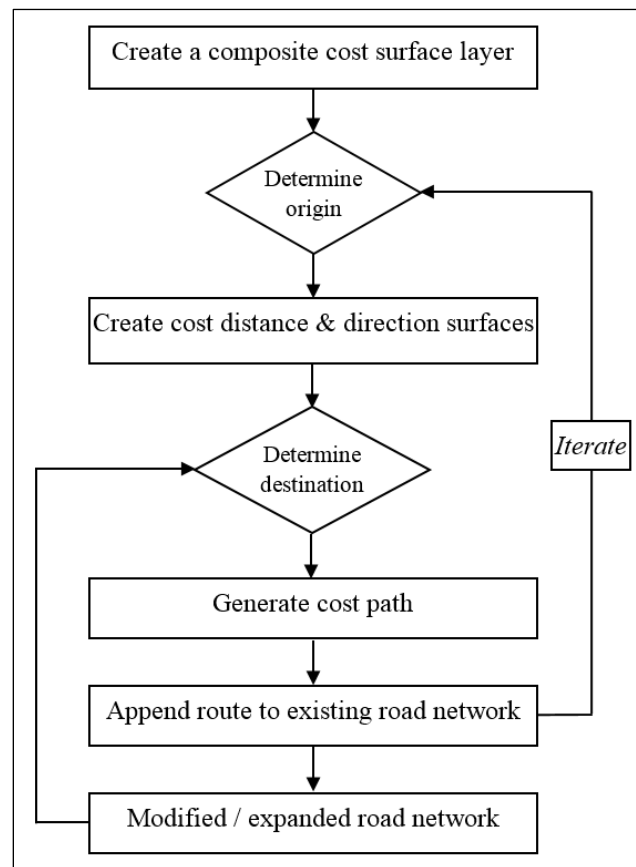 Create a composite cost surface layer
Determine
origin
Create cost distance & direction surfaces
Determine
destination
Iterate
Generate cost path
Append route to existing road network
Modified / expanded road network